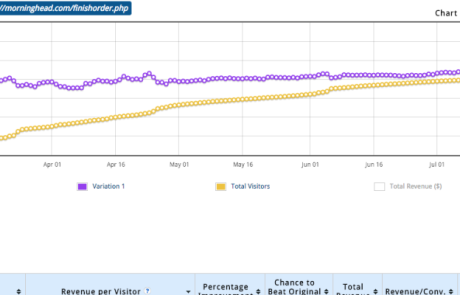 //morninghead.com/finishorder.php
Chart
Apr 01 Apr 16 May 01 May 16 Jun 01 Jun 16 Jul 01
Variation 1 Total Visitors Total Revenue ($)
Revenue per Visitor ? Percentage Improvement Chance to Beat Original Total Revenue Revenue/Conv.